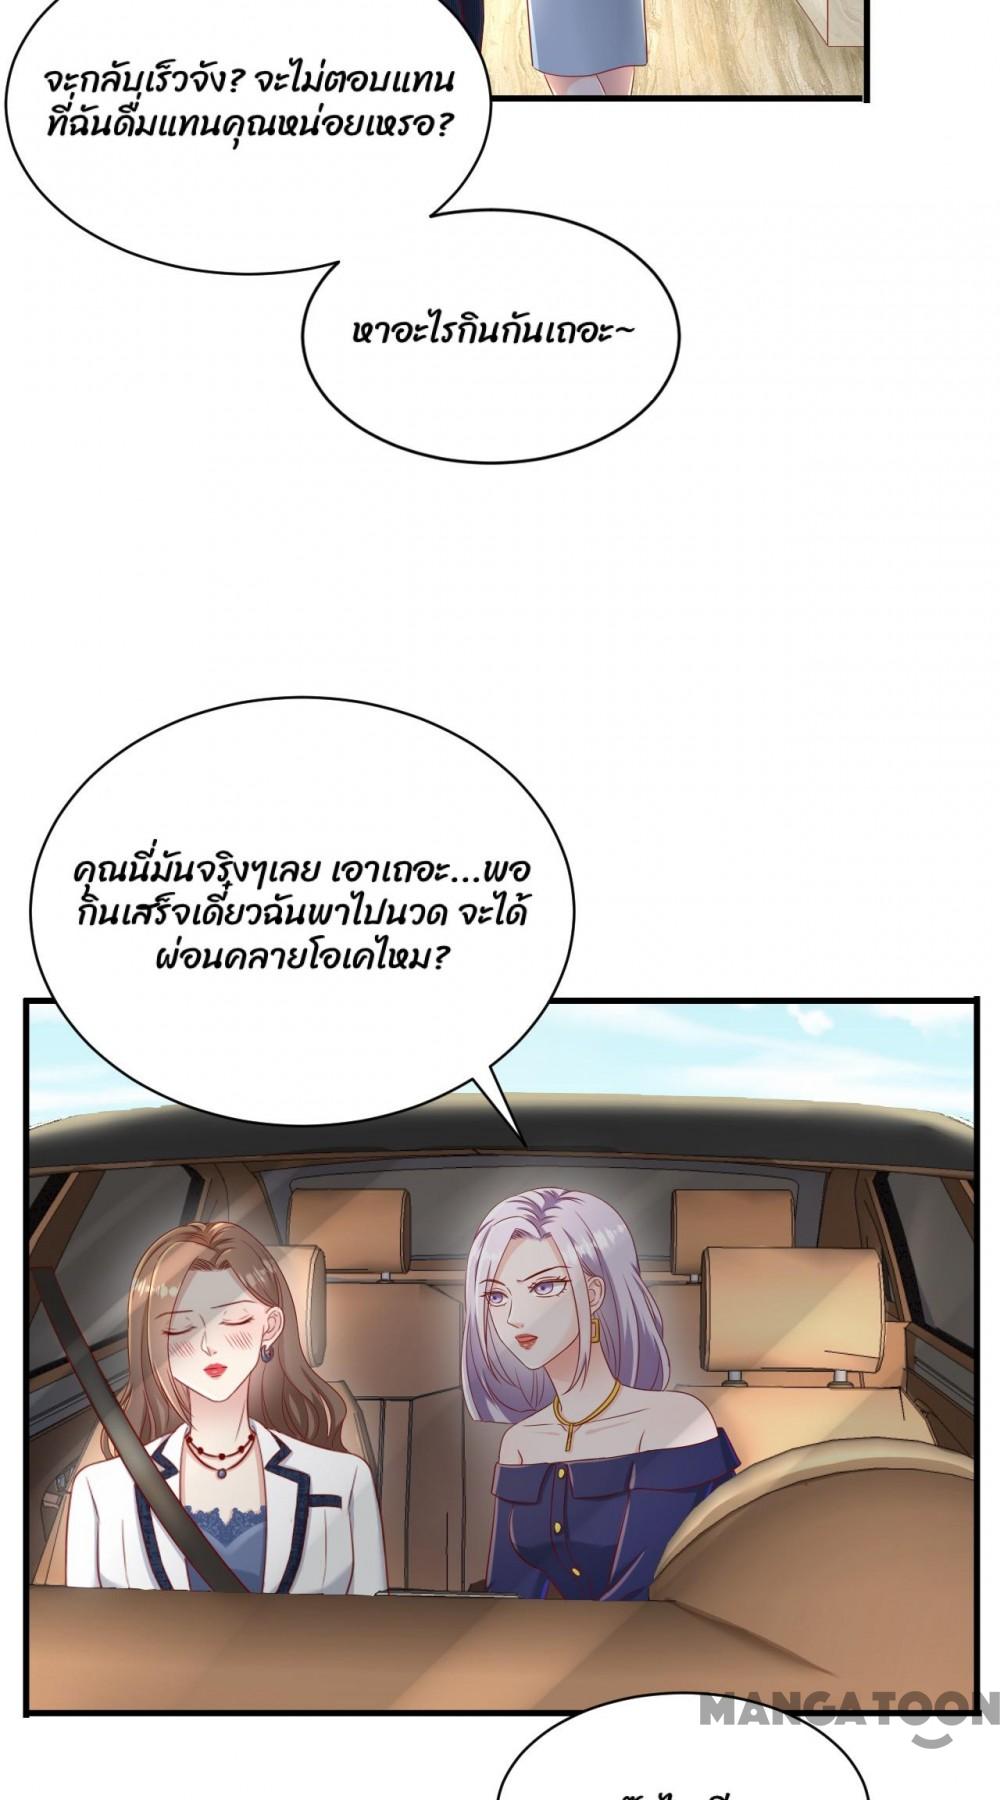 จะกลับเร็วจัง? จะไม่ตอบแทน
ที่ฉันดื่มแทนคุณหน่อยเหรอ?
หาอะไรกินกันเถอะ~
คุณนี่มันจริงๆเลย เอาเถอะ...พอ
กินเสร็จเดี๋ยวฉันพาไปนวด จะได้
ผ่อนคลายโอเคไหม?
MANGATOON